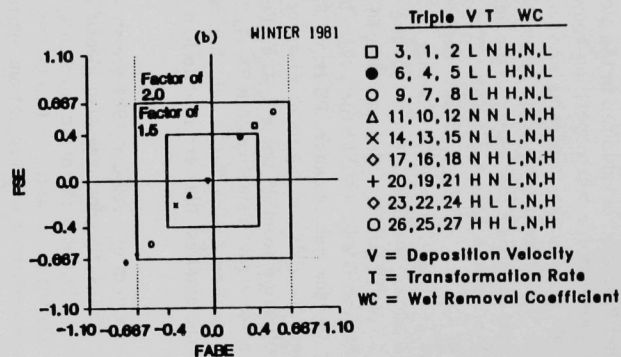 (b) WINTER 1981
Factor of
2.0
Factor of
1.5
FSE
1.10
0.667
0.4
0.0
-0.4
-0.667
-1.10
-1.10 -0.667 -0.4 0.0 0.4 0.667 1.10
FABE
Triple V T WC
3, 1, 2 L N H,N,L
6, 4, 5 L L H,N,L
9, 7, 8 L H H,N,L
11, 10, 12 N N L,N,H
14, 13, 15 N L L,N,H
17, 16, 18 N H L,N,H
20, 19, 21 H N L,N,H
23, 22, 24 H L L,N,H
26, 25, 27 H H L,N,H
V = Deposition Velocity
T = Transformation Rate
WC = Wet Removal Coefficient